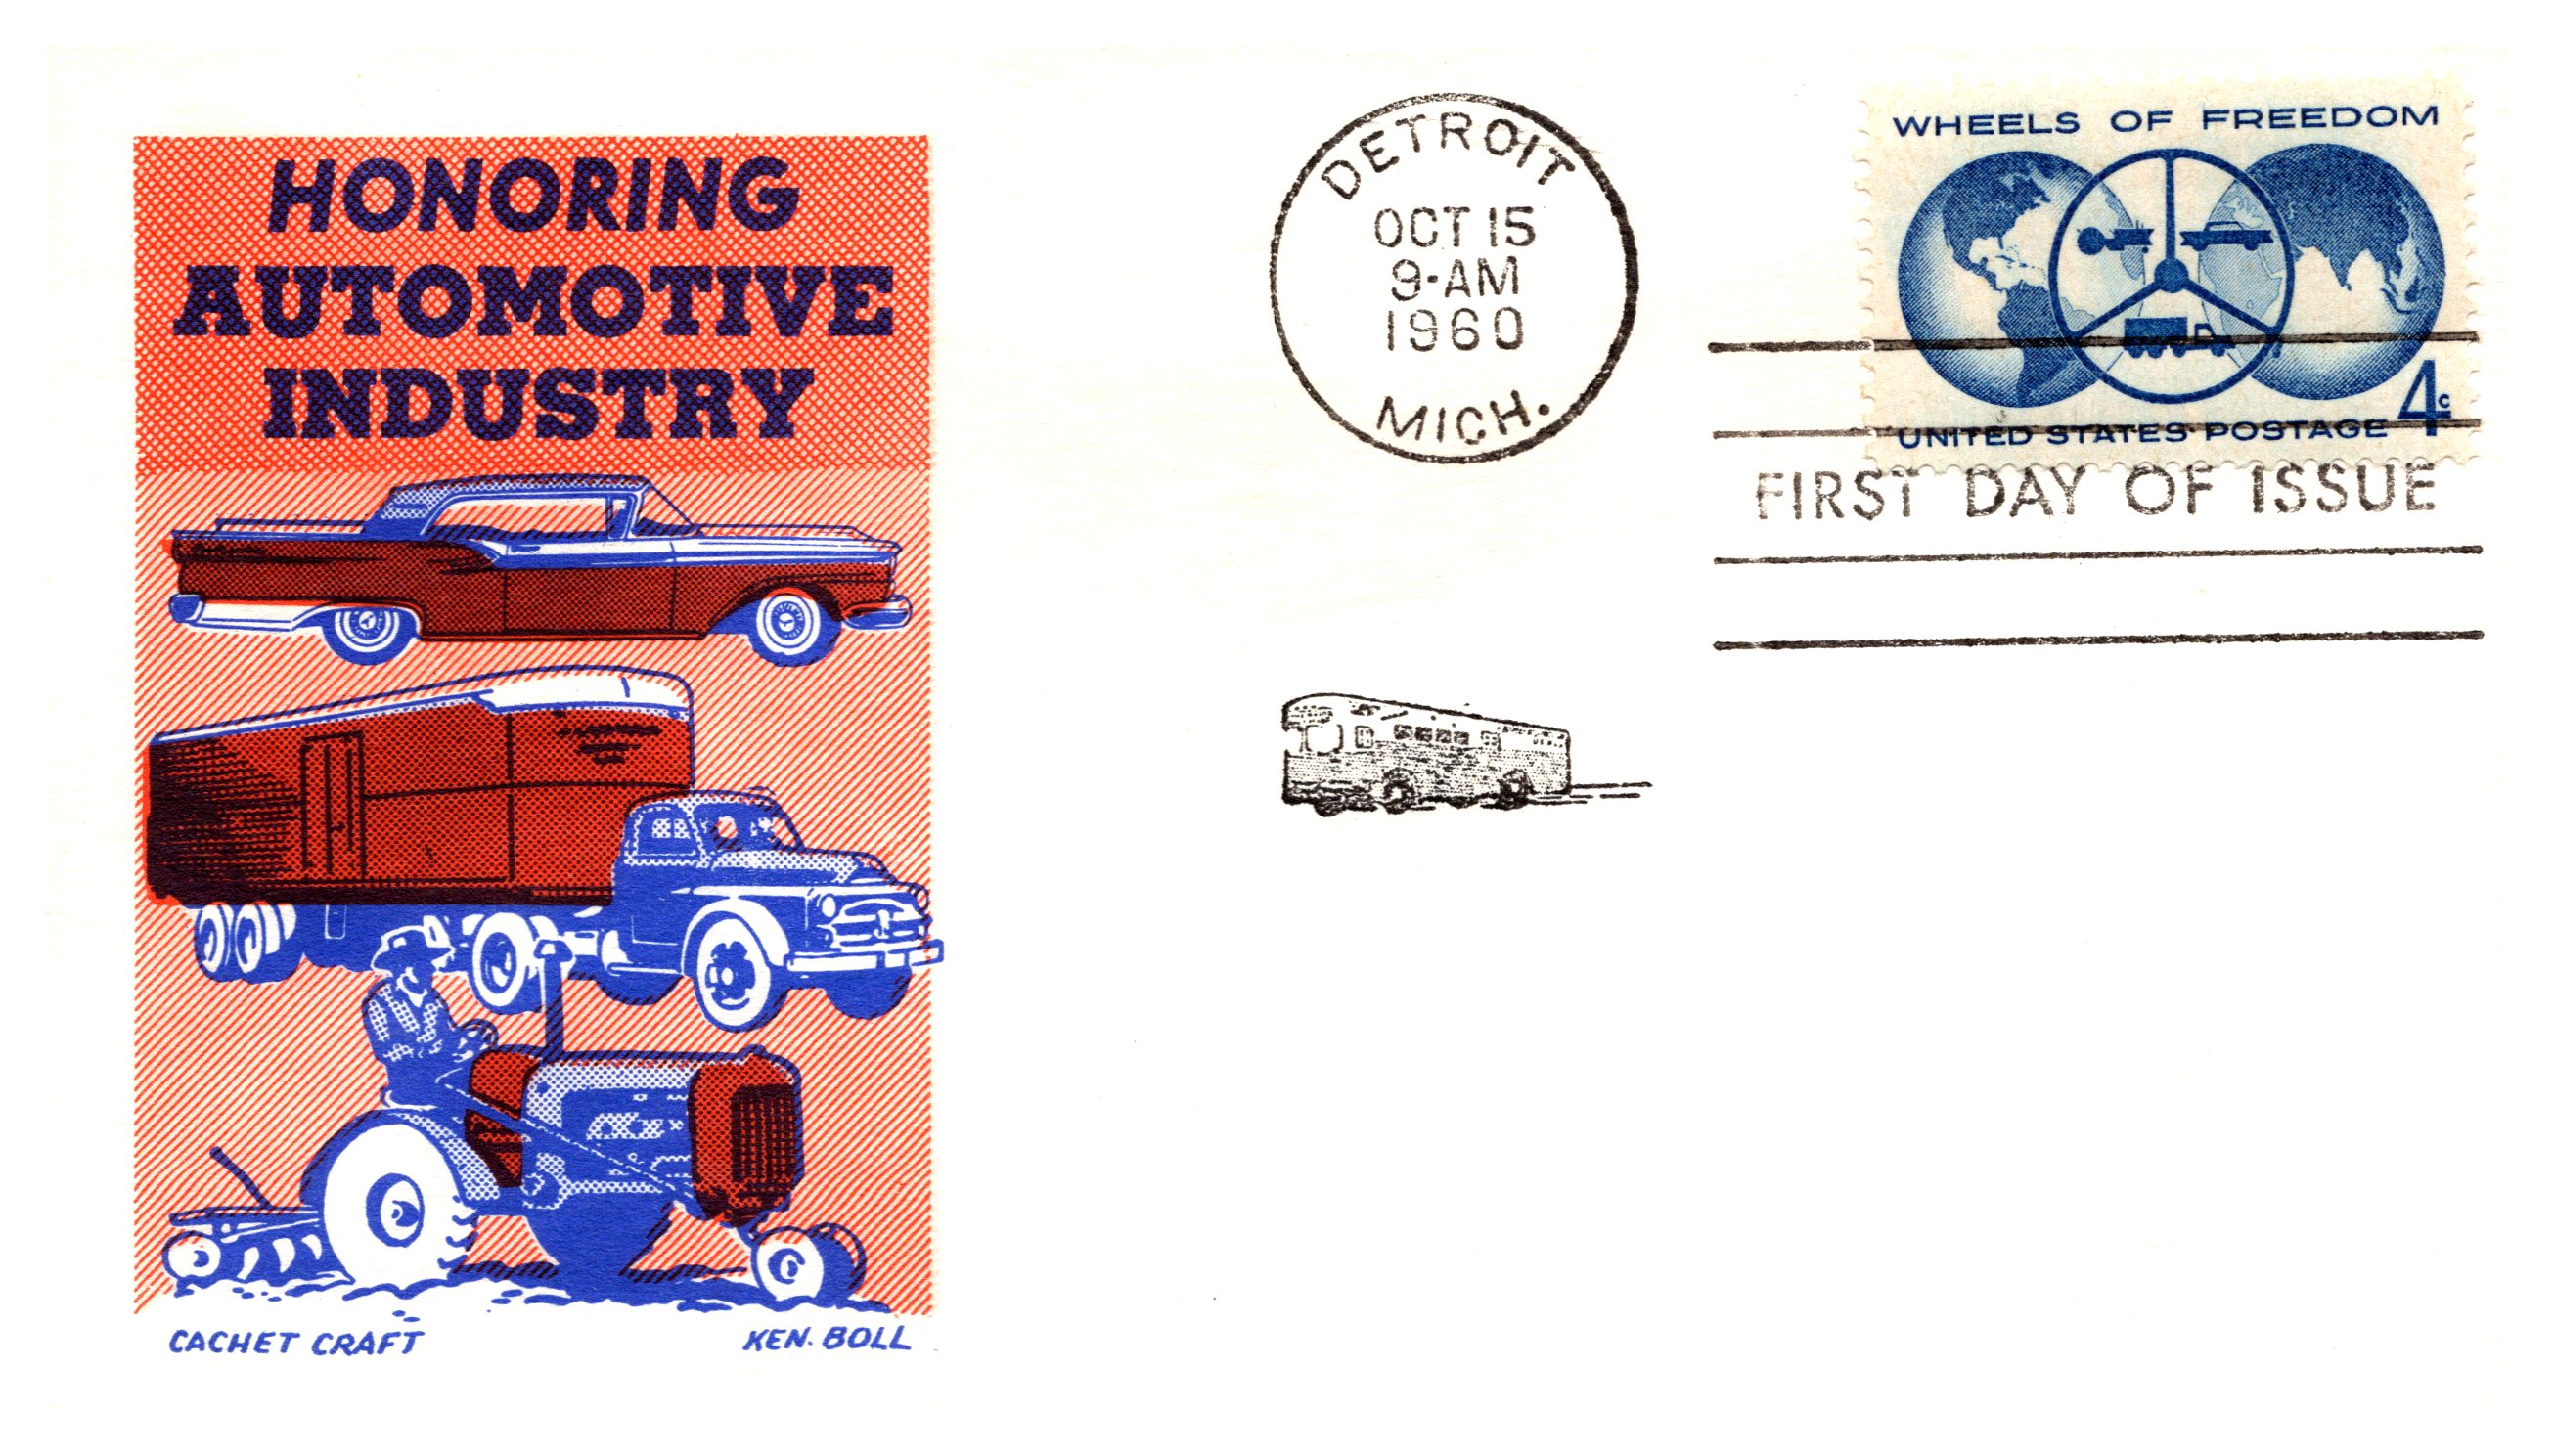 HONORING
AUTOMOTIVE
INDUSTRY
CACHET CRAFT
KEN. BOLL
DETROIT
OCT 15
9-AM
1960
MICH.
WHEELS OF FREEDOM
4c
UNITED STATES POSTAGE
FIRST DAY OF ISSUE